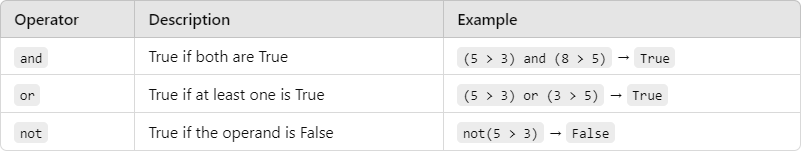 Operator Description Example
and True if both are True (5 > 3) and (8 > 5) → True
or True if at least one is True (5 > 3) or (3 > 5) → True
not True if the operand is False not(5 > 3) → False